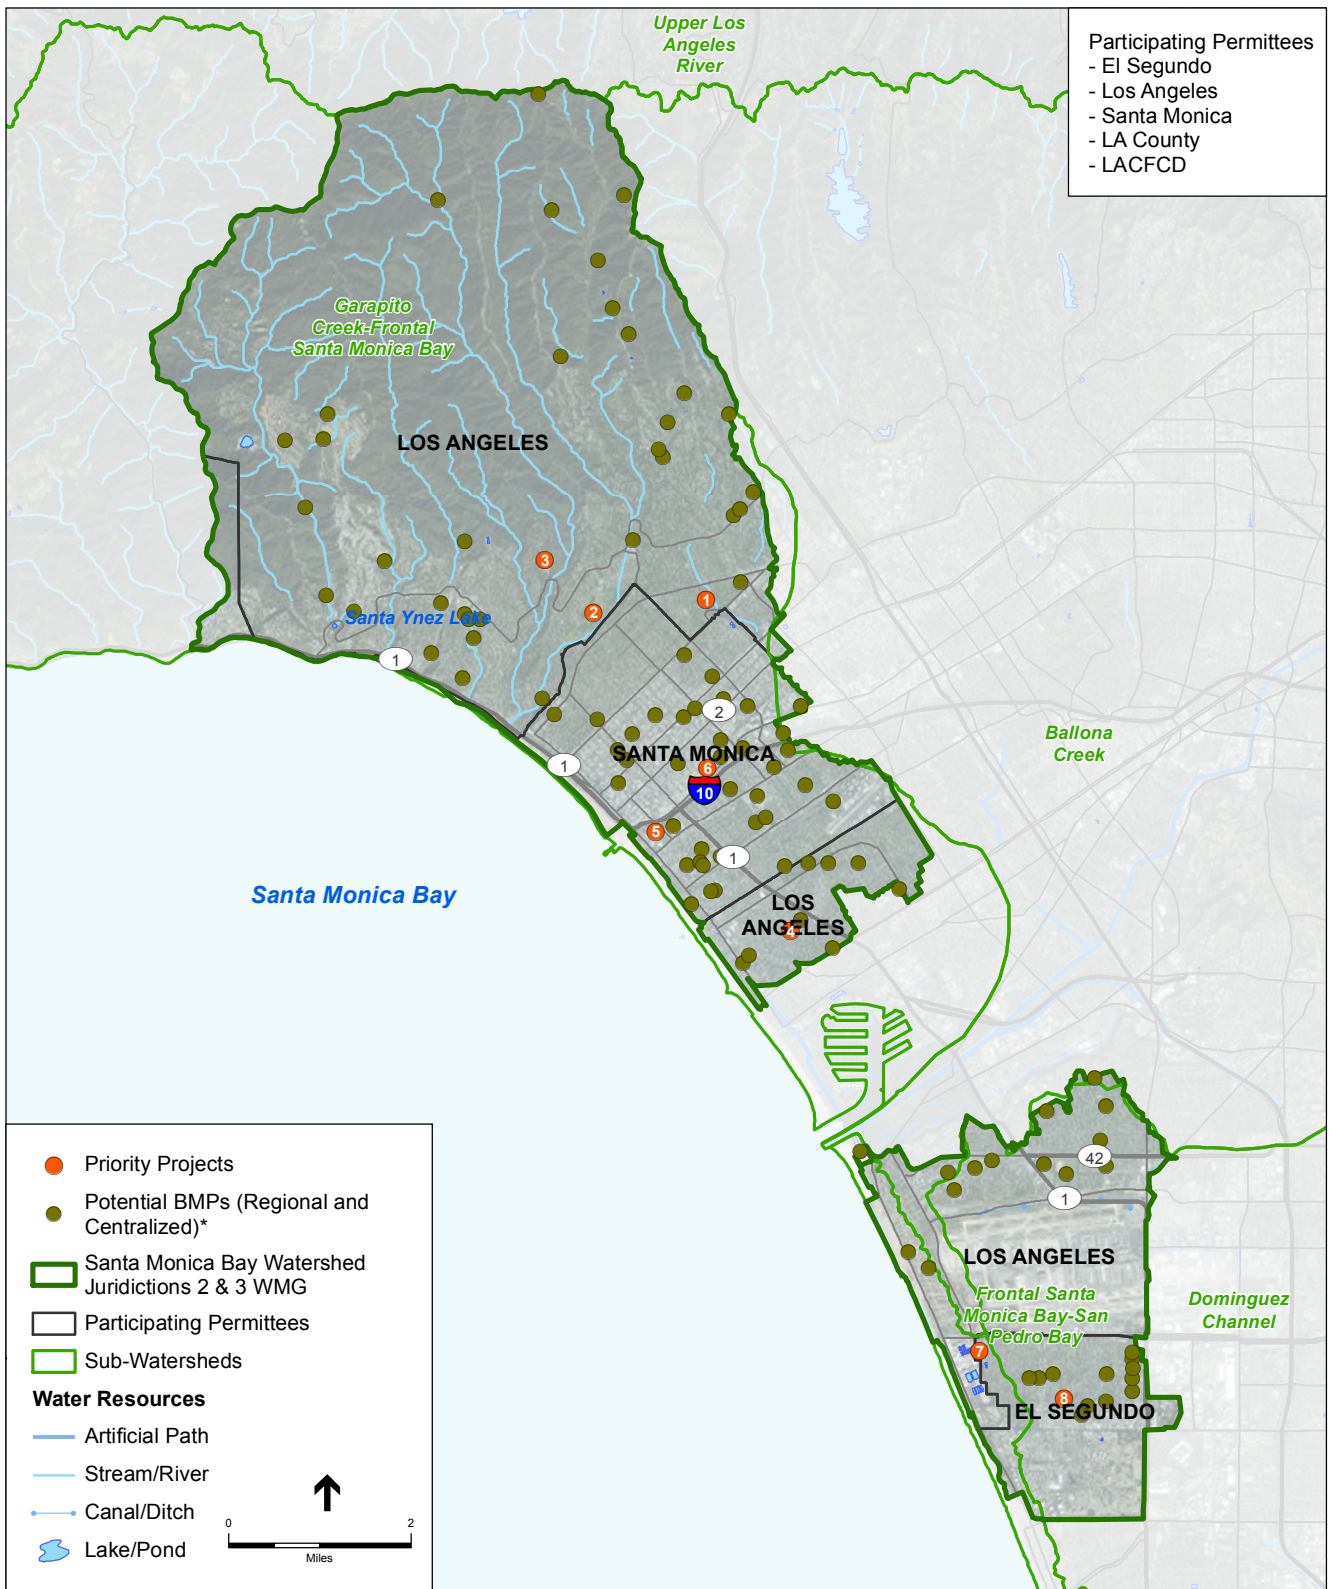 Upper Los
Angeles
River
Participating Permittees
- El Segundo
- Los Angeles
- Santa Monica
- LA County
- LACFCD
Garapito
Creek-Frontal
Santa Monica Bay
LOS ANGELES
3
2
1
Santa Ynez Lake
1
2
SANTA MONICA
Ballona
Creek
1
6
10
5
1
Santa Monica Bay
LOS
ANGELES
4
42
1
LOS ANGELES
Frontal Santa
Monica Bay-San
Pedro Bay
Dominguez
Channel
7
8
EL SEGUNDO
Priority Projects
Potential BMPs (Regional and
Centralized)*
Santa Monica Bay Watershed
Juridictions 2 & 3 WMG
Participating Permittees
Sub-Watersheds
Water Resources
Artificial Path
Stream/River
Canal/Ditch
Lake/Pond
0 2
Miles